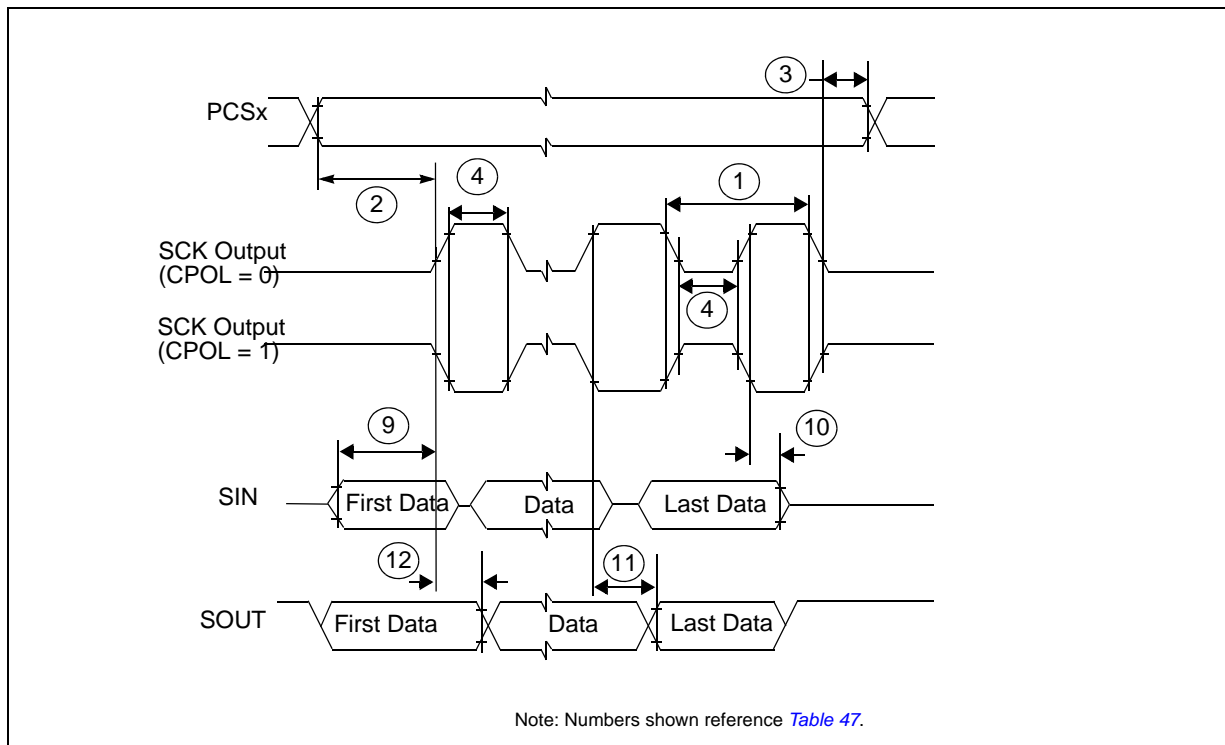 3
PCSx
2
4
1
SCK Output
(CPOL = 0)
4
SCK Output
(CPOL = 1)
9
10
SIN
First Data
Data
Last Data
12
11
SOUT
First Data
Data
Last Data
Note: Numbers shown reference Table 47.